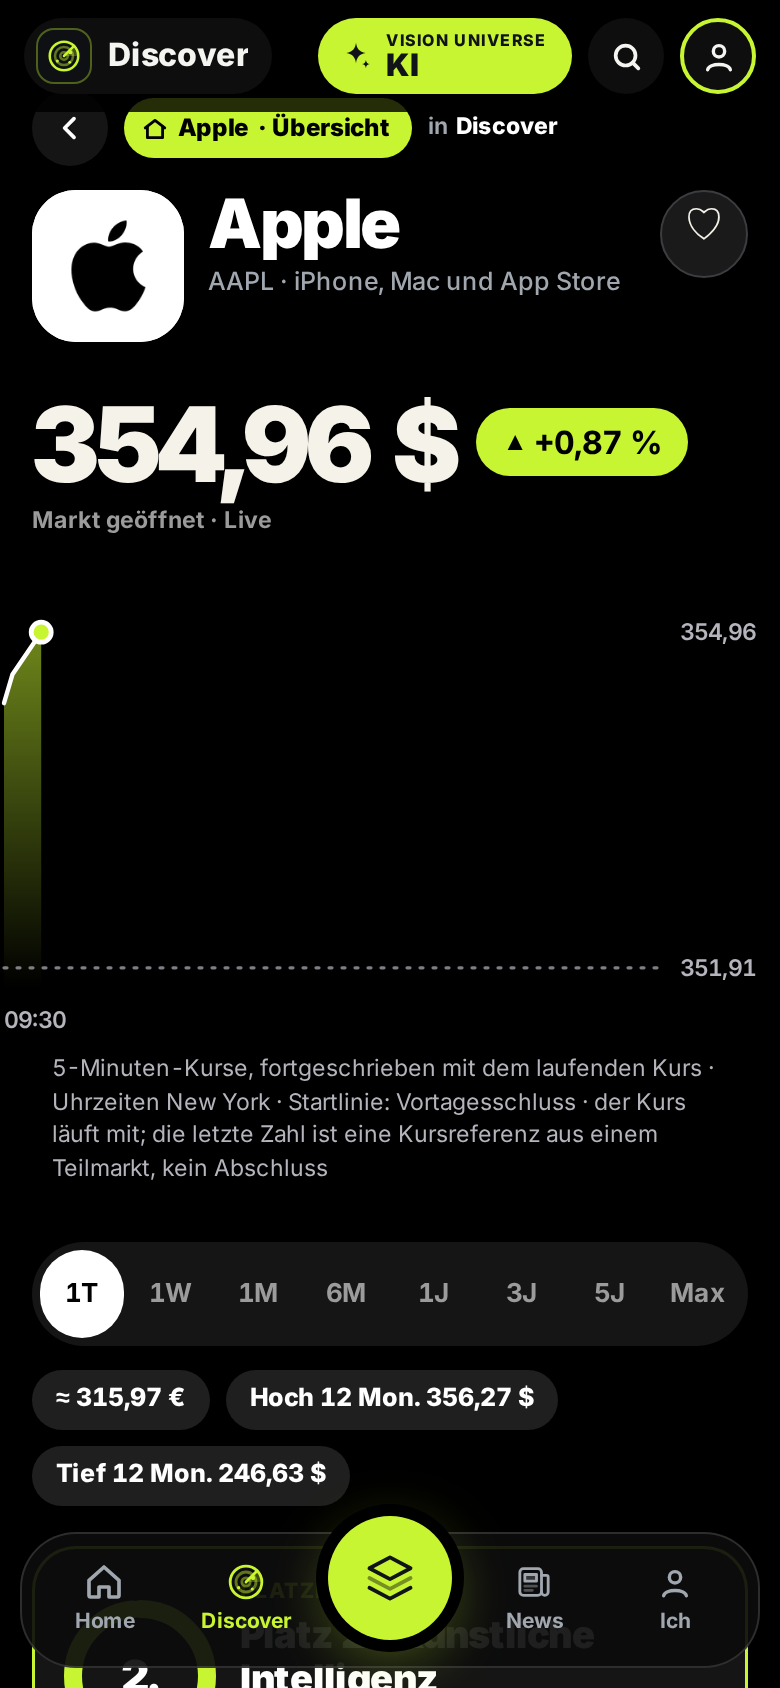 Discover
VISION UNIVERSE
KI
Apple · Übersicht
in Discover
Apple
AAPL · iPhone, Mac und App Store
354,96 $
▲ +0,87 %
Markt geöffnet · Live
354,96
351,91
09:30
5-Minuten-Kurse, fortgeschrieben mit dem laufenden Kurs ·
Uhrzeiten New York · Startlinie: Vortagesschluss · der Kurs
läuft mit; die letzte Zahl ist eine Kursreferenz aus einem
Teilmarkt, kein Abschluss
1T 1W 1M 6M 1J 3J 5J Max
≈ 315,97 €
Hoch 12 Mon. 356,27 $
Tief 12 Mon. 246,63 $
Home
Discover
News
Ich
Platz
2.
Intelligenz